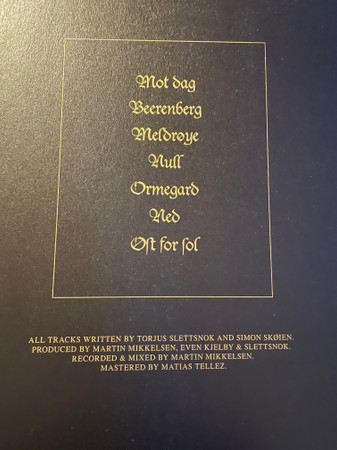 Mot dag
Beerenberg
Meldrøye
Null
Ormegard
Ned
Øst for sol
ALL TRACKS WRITTEN BY TORJUS SLETTSNOK AND SIMON SKØIEN.
PRODUCED BY MARTIN MIKKELSEN, EVEN KJELBY & SLETTSNOK.
RECORDED & MIXED BY MARTIN MIKKELSEN.
MASTERED BY MATIAS TELLEZ.